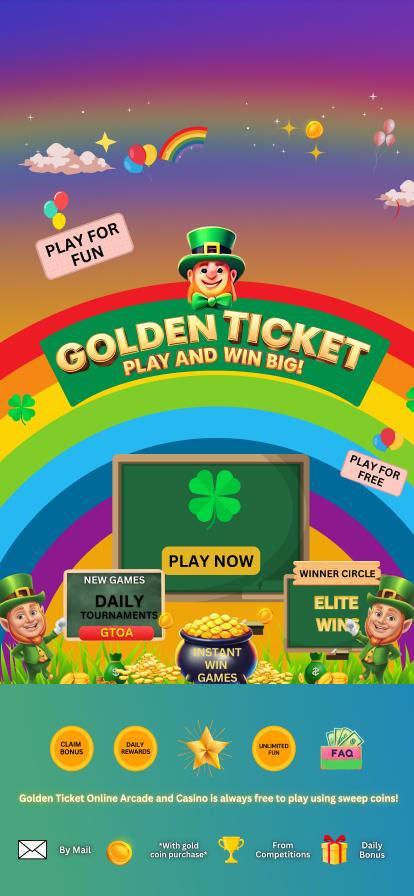 PLAY FOR
FUN
GOLDEN TICKET
PLAY AND WIN BIG!
PLAY FOR
FREE
PLAY NOW
NEW GAMES
DAILY
TOURNAMENTS
GTOA
WINNER CIRCLE
ELITE
WIN
INSTANT
WIN
GAMES
CLAIM
BONUS
DAILY
REWARDS
UNLIMITED
FUN
FAQ
Golden Ticket Online Arcade and Casino is always free to play using sweep coins!
By Mail
*With gold
coin purchase*
From
Competitions
Daily
Bonus